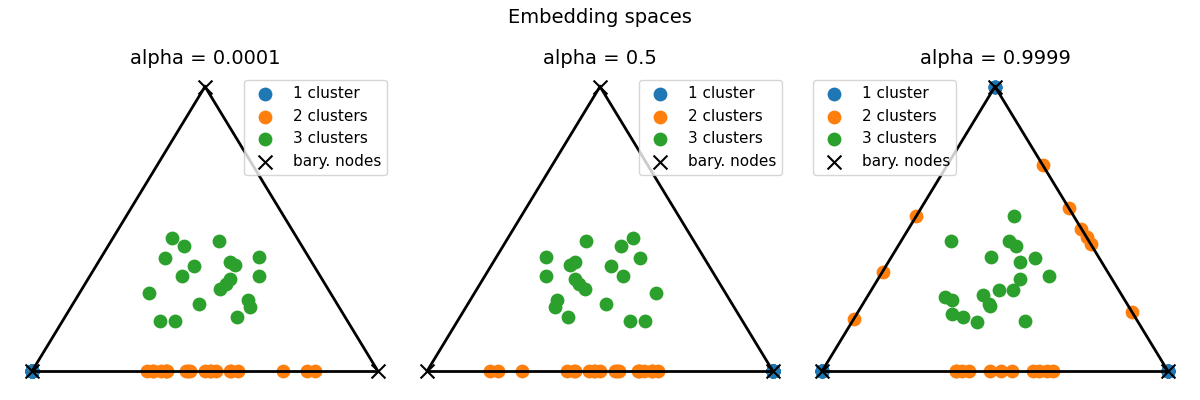 Embedding spaces
alpha = 0.0001
1 cluster
2 clusters
3 clusters
bary. nodes
alpha = 0.5
1 cluster
2 clusters
3 clusters
bary. nodes
alpha = 0.9999
1 cluster
2 clusters
3 clusters
bary. nodes